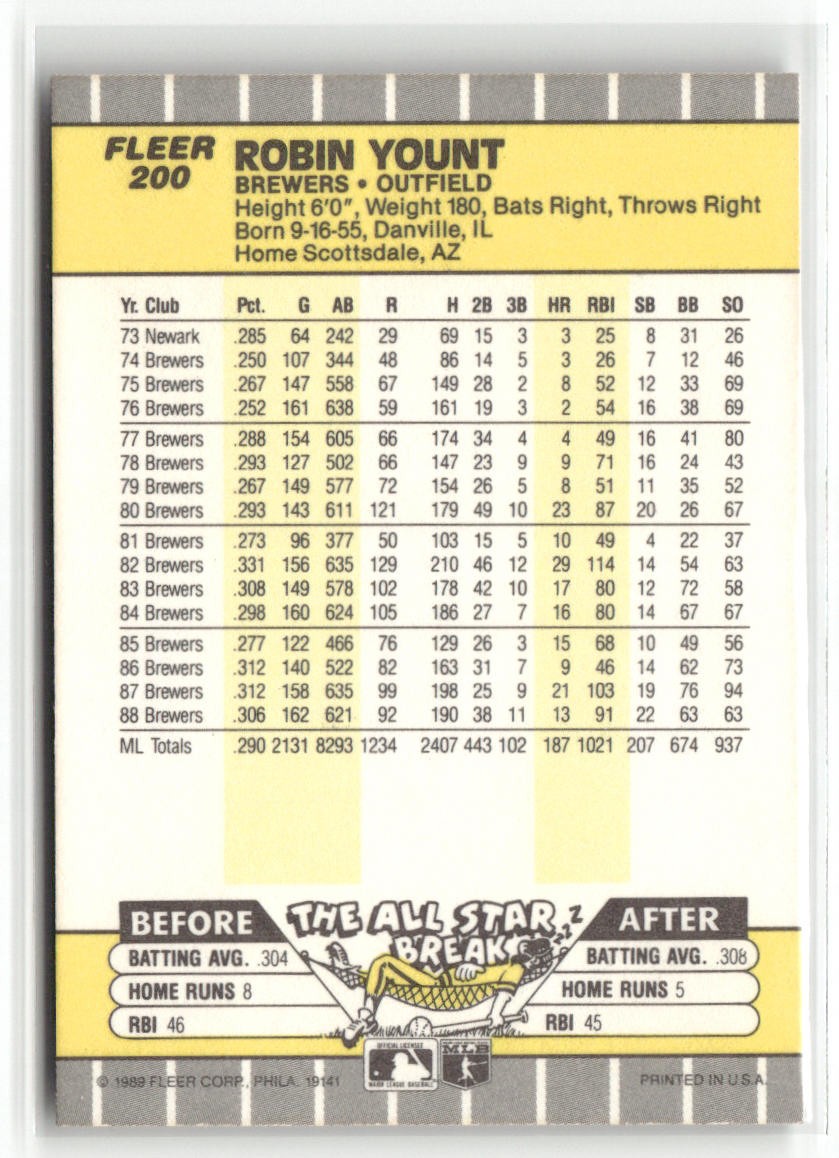 FLEER
200
ROBIN YOUNT
BREWERS • OUTFIELD
Height 6'0", Weight 180, Bats Right, Throws Right
Born 9-16-55, Danville, IL
Home Scottsdale, AZ
Yr. Club Pct. G AB R H 2B 3B HR RBI SB BB SO
73 Newark .285 64 242 29 69 15 3 3 25 8 31 26
74 Brewers .250 107 344 48 86 14 5 3 26 7 12 46
75 Brewers .267 147 558 67 149 28 2 8 52 12 33 69
76 Brewers .252 161 638 59 161 19 3 2 54 16 38 69
77 Brewers .288 154 605 66 174 34 4 4 49 16 41 80
78 Brewers .293 127 502 66 147 23 9 9 71 16 24 43
79 Brewers .267 149 577 72 154 26 5 8 51 11 35 52
80 Brewers .293 143 611 121 179 49 10 23 87 20 26 67
81 Brewers .273 96 377 50 103 15 5 10 49 4 22 37
82 Brewers .331 156 635 129 210 46 12 29 114 14 54 63
83 Brewers .308 149 578 102 178 42 10 17 80 12 72 58
84 Brewers .298 160 624 105 186 27 7 16 80 14 67 67
85 Brewers .277 122 466 76 129 26 3 15 68 10 49 56
86 Brewers .312 140 522 82 163 31 7 9 46 14 62 73
87 Brewers .312 158 635 99 198 25 9 21 103 19 76 94
88 Brewers .306 162 621 92 190 38 11 13 91 22 63 63
ML Totals .290 2131 8293 1234 2407 443 102 187 1021 207 674 937
BEFORE THE ALL STAR BREAK ZZZ AFTER
BATTING AVG. .304 BATTING AVG. .308
HOME RUNS 8 HOME RUNS 5
RBI 46 RBI 45
OFFICIAL LICENSEE
MAJOR LEAGUE BASEBALL
MLB
© 1989 FLEER CORP., PHILA. 19141 PRINTED IN U.S.A.